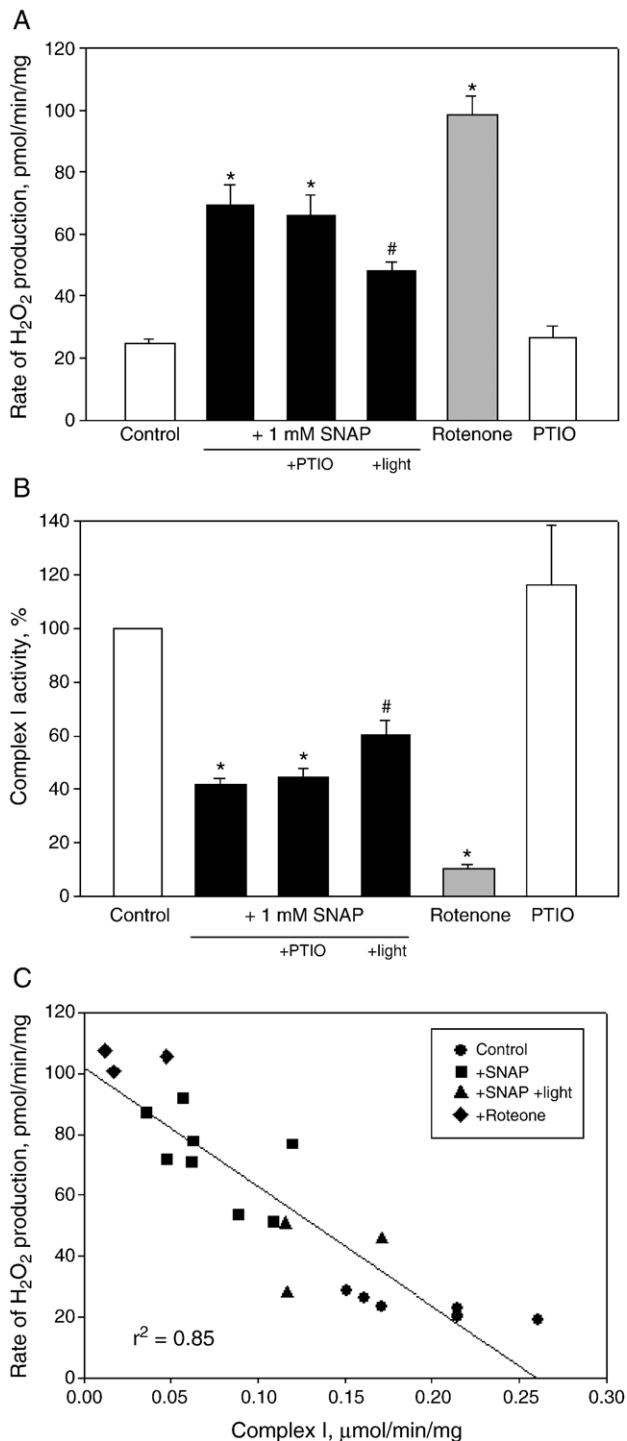 A
Rate of H2O2 production, pmol/min/mg
120
100
80
60
40
20
0
*
*
#
*
Control
+ 1 mM SNAP
Rotenone
PTIO
+PTIO
+light
B
Complex I activity, %
140
120
100
80
60
40
20
0
*
*
#
*
Control
+ 1 mM SNAP
Rotenone
PTIO
+PTIO
+light
C
Rate of H2O2 production, pmol/min/mg
120
100
80
60
40
20
0
Control
+SNAP
+SNAP +light
+Roteone
r² = 0.85
0.00 0.05 0.10 0.15 0.20 0.25 0.30
Complex I, μmol/min/mg